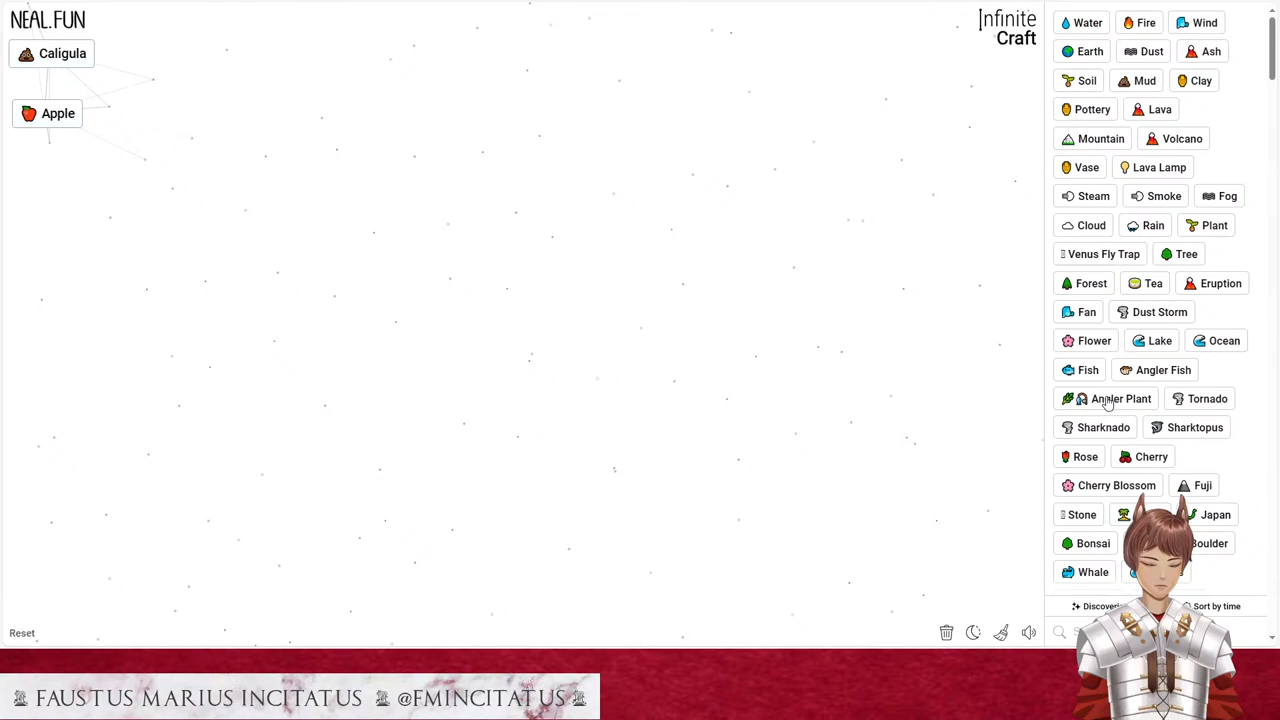 NEAL.FUN
Infinite
Craft
Caligula
Apple
Water Fire Wind
Earth Dust Ash
Soil Mud Clay
Pottery Lava
Mountain Volcano
Vase Lava Lamp
Steam Smoke Fog
Cloud Rain Plant
Venus Fly Trap Tree
Forest Tea Eruption
Fan Dust Storm
Flower Lake Ocean
Fish Angler Fish
Angler Plant Tornado
Sharknado Sharktopus
Rose Cherry
Cherry Blossom Fuji
Stone Japan
Bonsai Boulder
Whale
Sort by time
Reset
FAUSTUS MARIUS INCITATUS @FMINCITATUS